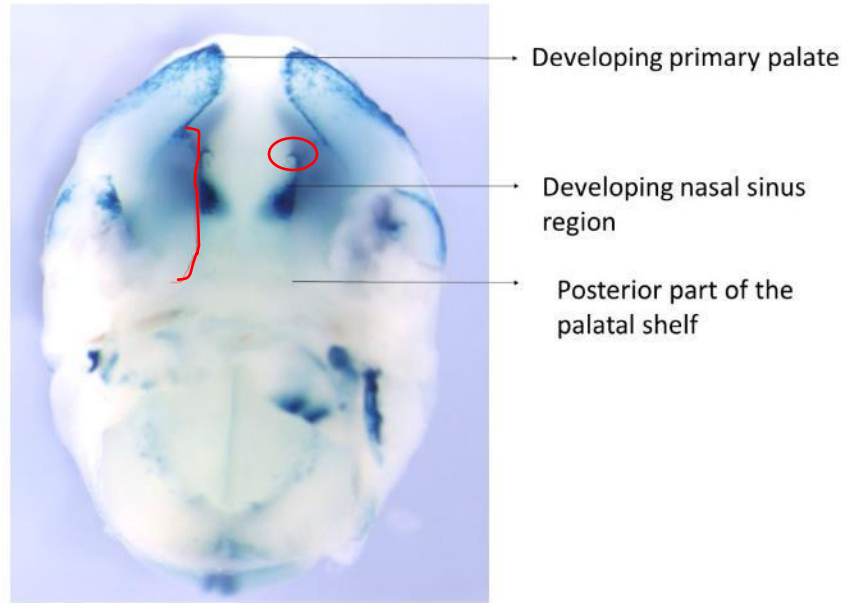 Developing primary palate
Developing nasal sinus
region
Posterior part of the
palatal shelf